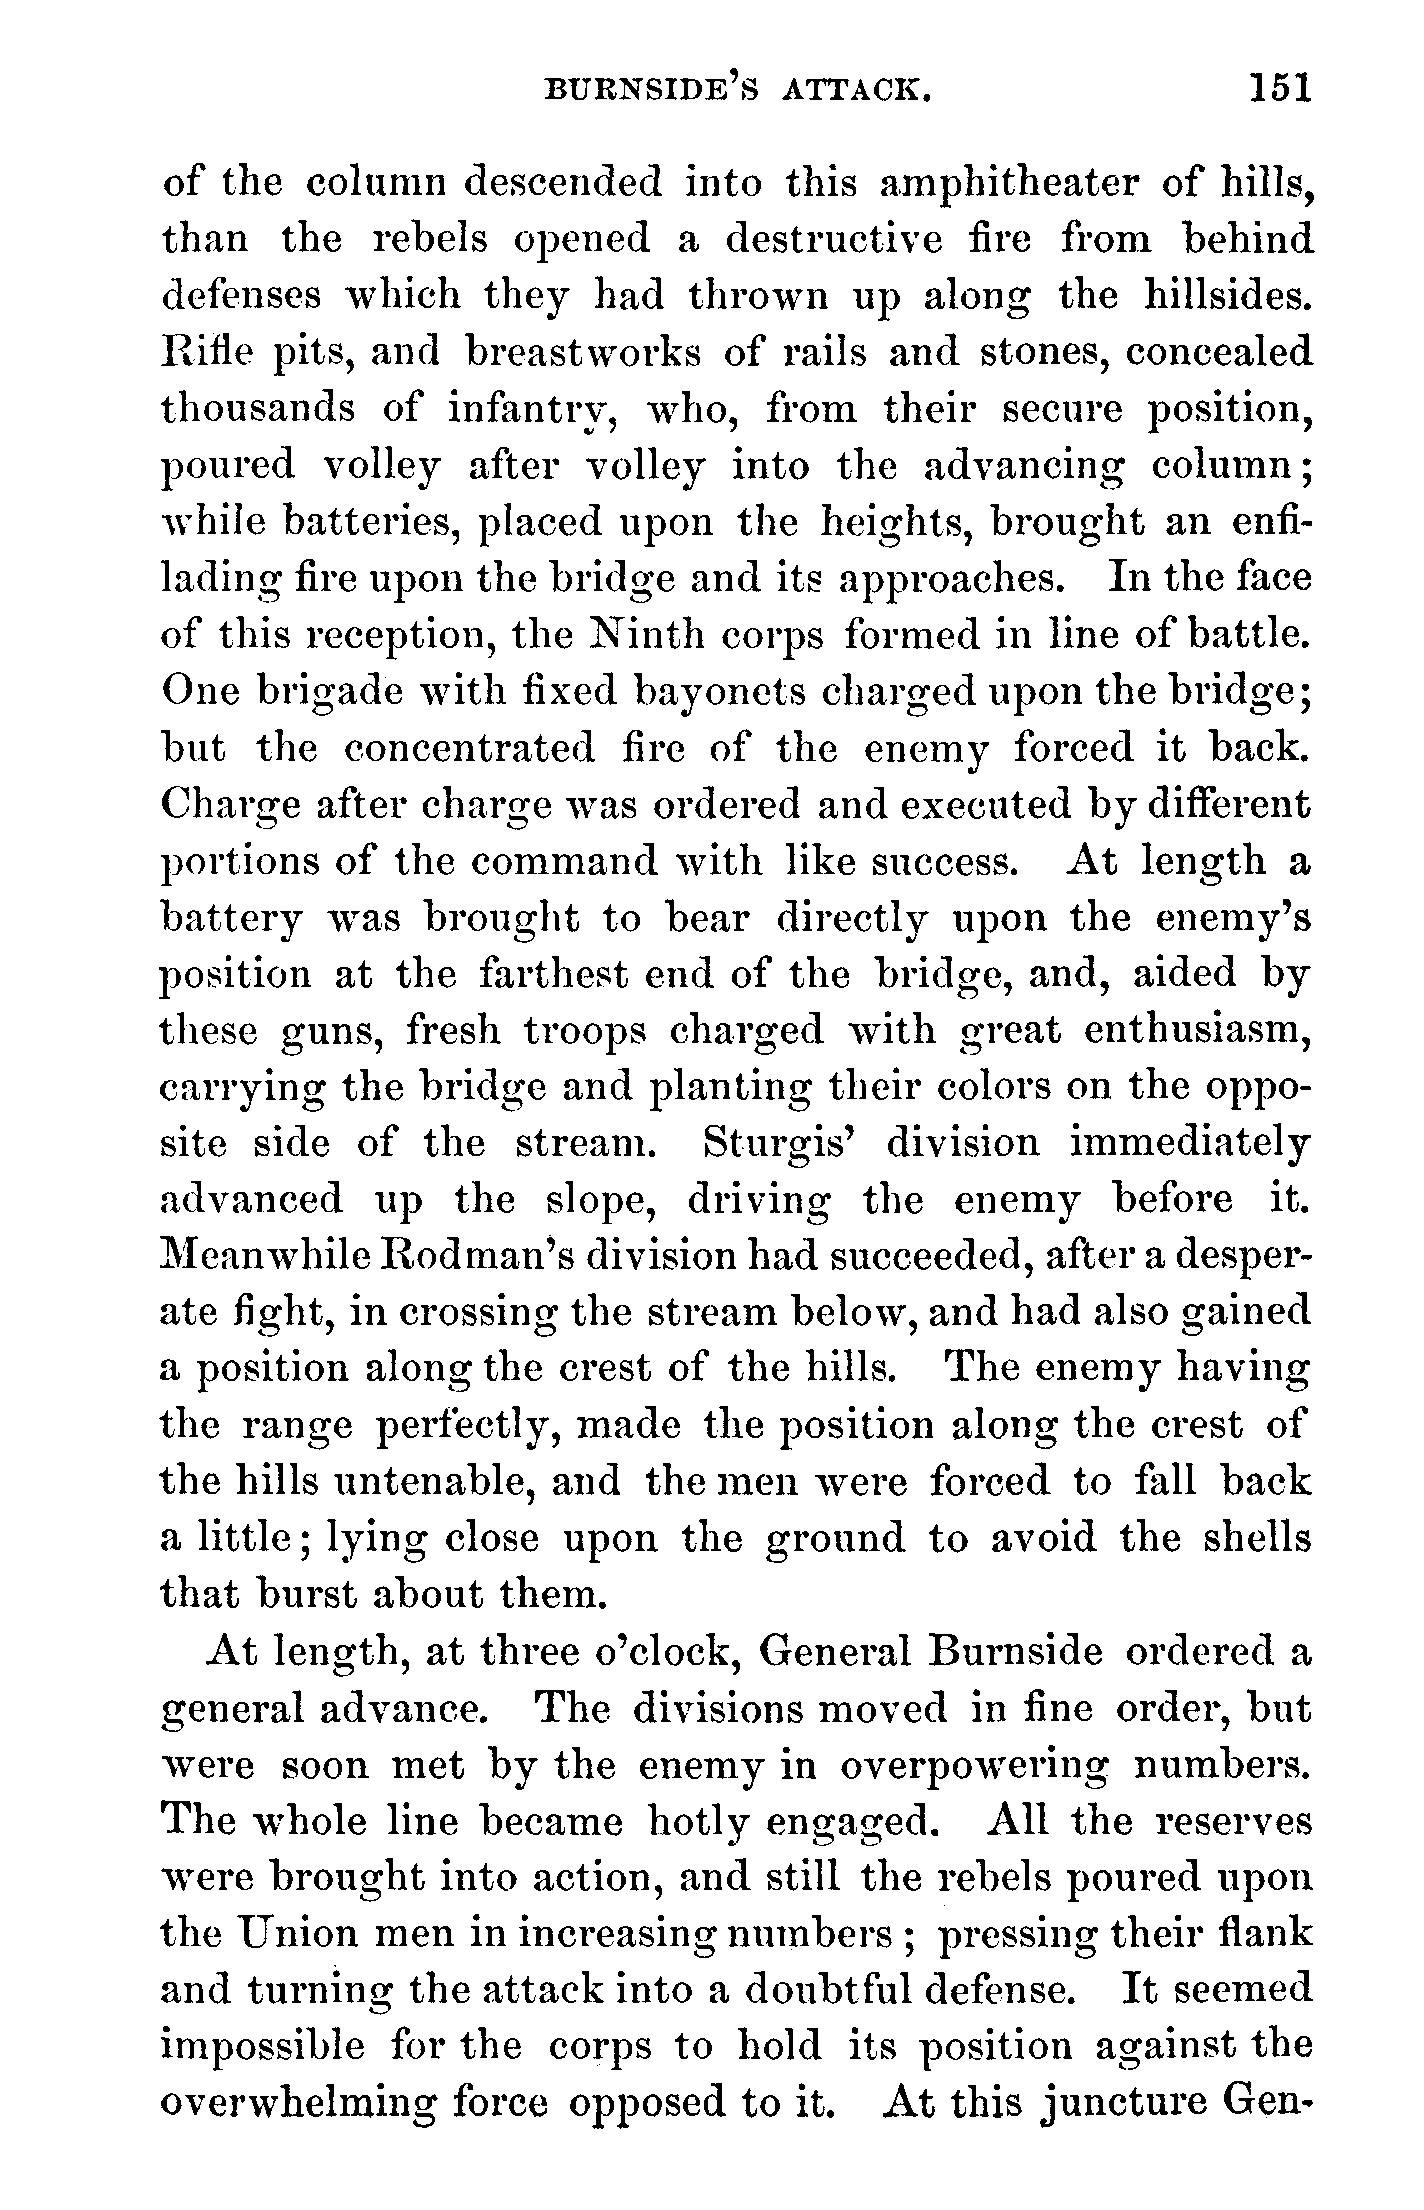 BURNSIDE'S ATTACK. 151
of the column descended into this amphitheater of hills,
than the rebels opened a destructive fire from behind
defenses which they had thrown up along the hillsides.
Rifle pits, and breastworks of rails and stones, concealed
thousands of infantry, who, from their secure position,
poured volley after volley into the advancing column;
while batteries, placed upon the heights, brought an enfi-
lading fire upon the bridge and its approaches. In the face
of this reception, the Ninth corps formed in line of battle.
One brigade with fixed bayonets charged upon the bridge;
but the concentrated fire of the enemy forced it back.
Charge after charge was ordered and executed by different
portions of the command with like success. At length a
battery was brought to bear directly upon the enemy's
position at the farthest end of the bridge, and, aided by
these guns, fresh troops charged with great enthusiasm,
carrying the bridge and planting their colors on the oppo-
site side of the stream. Sturgis' division immediately
advanced up the slope, driving the enemy before it.
Meanwhile Rodman's division had succeeded, after a desper-
ate fight, in crossing the stream below, and had also gained
a position along the crest of the hills. The enemy having
the range perfectly, made the position along the crest of
the hills untenable, and the men were forced to fall back
a little; lying close upon the ground to avoid the shells
that burst about them.
At length, at three o'clock, General Burnside ordered a
general advance. The divisions moved in fine order, but
were soon met by the enemy in overpowering numbers.
The whole line became hotly engaged. All the reserves
were brought into action, and still the rebels poured upon
the Union men in increasing numbers; pressing their flank
and turning the attack into a doubtful defense. It seemed
impossible for the corps to hold its position against the
overwhelming force opposed to it. At this juncture Gen-